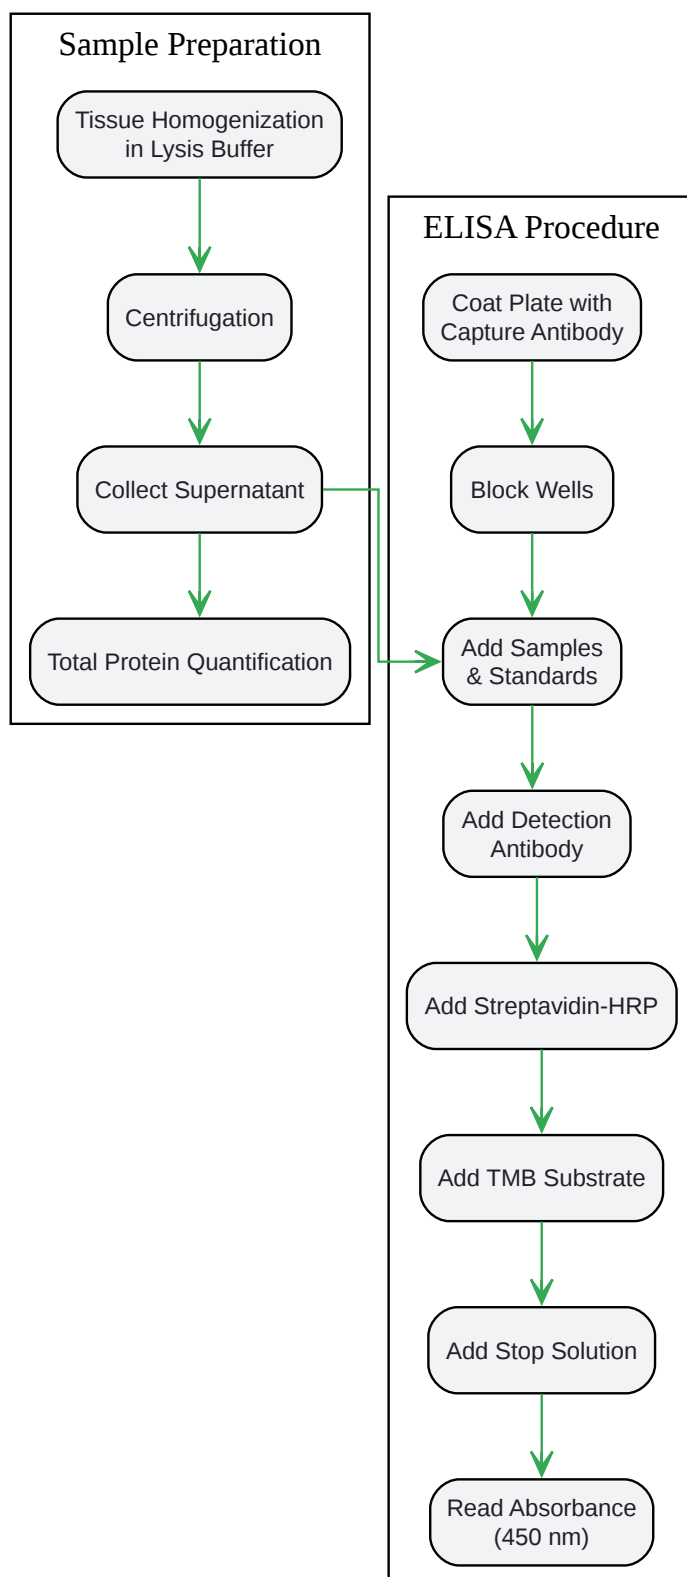 Sample Preparation
Tissue Homogenization
in Lysis Buffer
Centrifugation
Collect Supernatant
Total Protein Quantification
ELISA Procedure
Coat Plate with
Capture Antibody
Block Wells
Add Samples
& Standards
Add Detection
Antibody
Add Streptavidin-HRP
Add TMB Substrate
Add Stop Solution
Read Absorbance
(450 nm)